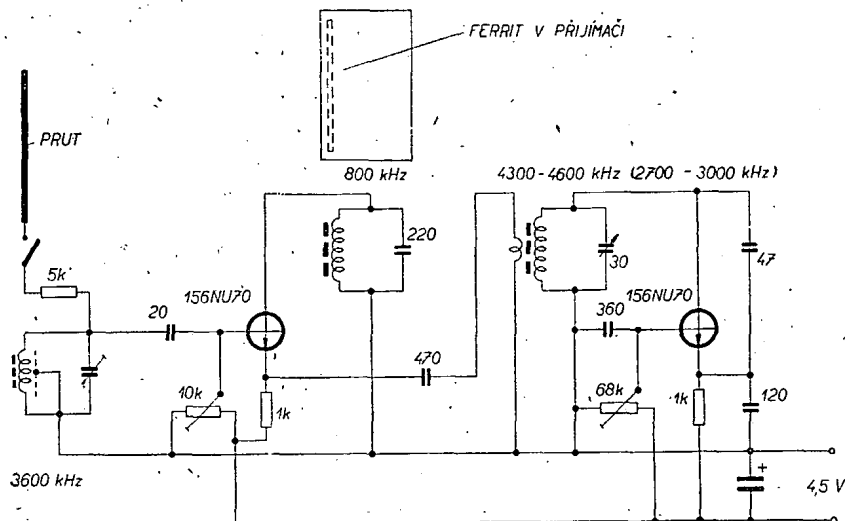 FERRIT V PŘIJÍMAČI
PRUT
800 kHz
4300-4600 kHz (2700 - 3000 kHz)
5k
220
30
47
20
156NU70
360
156NU70
470
10k
1k
68k
1k
120
3600 kHz
+
4,5 V